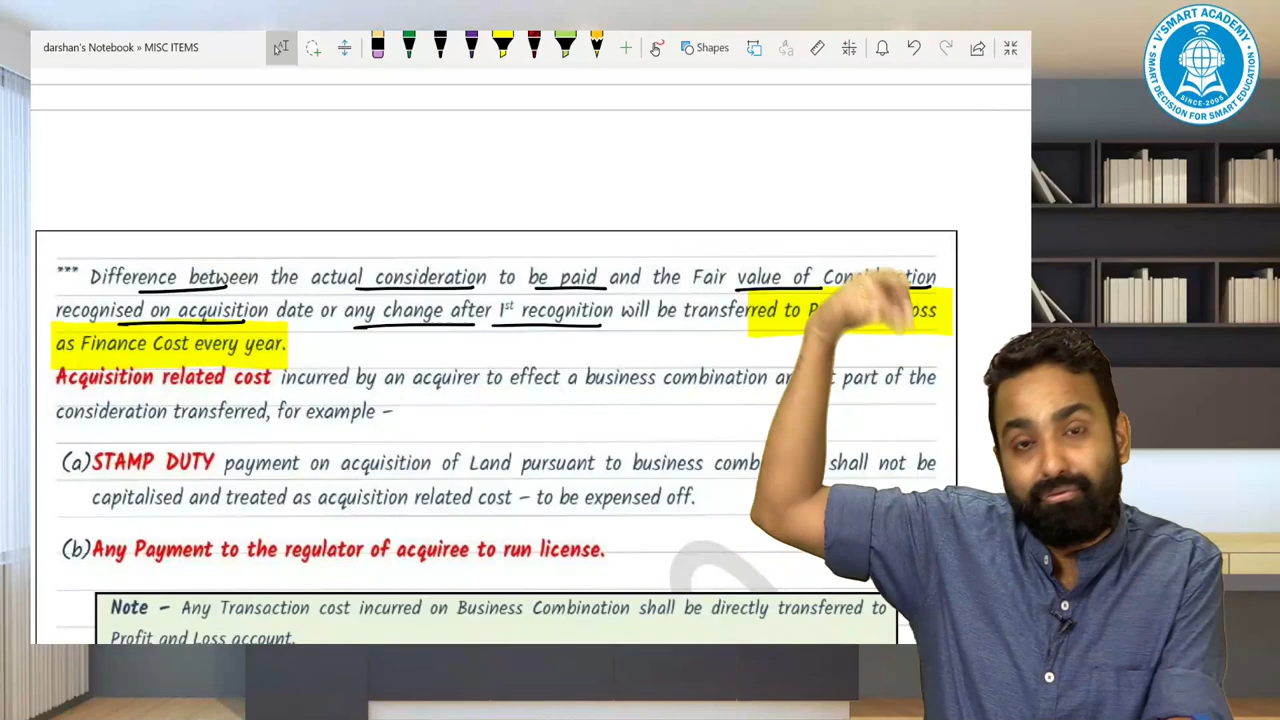 darshan's Notebook » MISC ITEMS
Shapes
V'SMART ACADEMY
SINCE-2005
SMART DECISION FOR SMART EDUCATION
*** Difference between the actual consideration to be paid and the Fair value of
recognised on acquisition date or any change after 1st recognition will be transferred to
as Finance Cost every year.
Acquisition related cost incurred by an acquirer to effect a business combination part of the
consideration transferred, for example –
(a) STAMP DUTY payment on acquisition of Land pursuant to business shall not be
capitalised and treated as acquisition related cost – to be expensed off.
(b) Any Payment to the regulator of acquiree to run license.
Note – Any Transaction cost incurred on Business Combination shall be directly transferred to
Profit and Loss account.